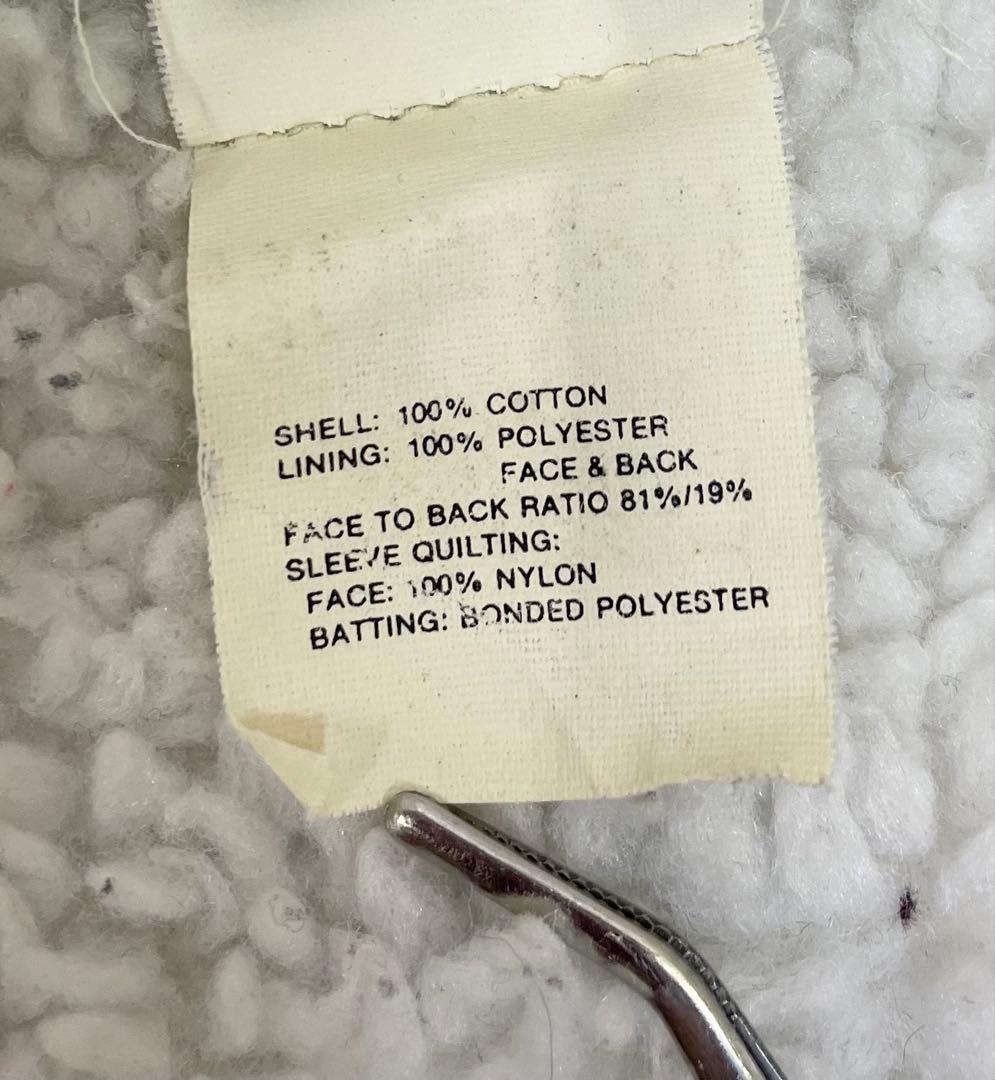 SHELL: 100% COTTON
LINING: 100% POLYESTER
FACE & BACK
FACE TO BACK RATIO 81%/19%
SLEEVE QUILTING:
FACE: 100% NYLON
BATTING: BONDED POLYESTER